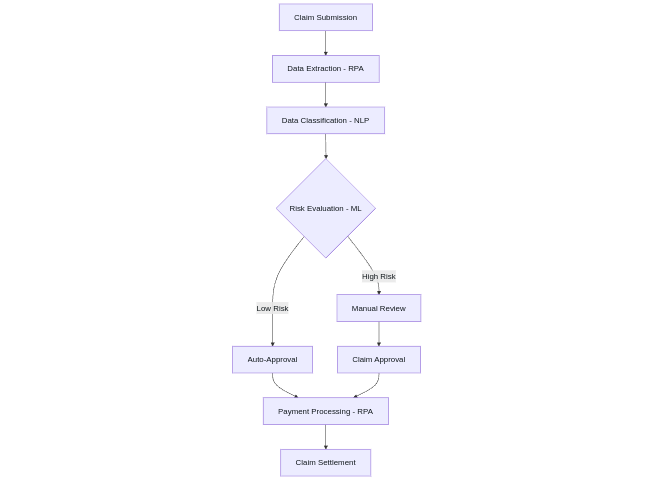 Claim Submission
Data Extraction - RPA
Data Classification - NLP
Risk Evaluation - ML
High Risk
Low Risk
Manual Review
Auto-Approval
Claim Approval
Payment Processing - RPA
Claim Settlement